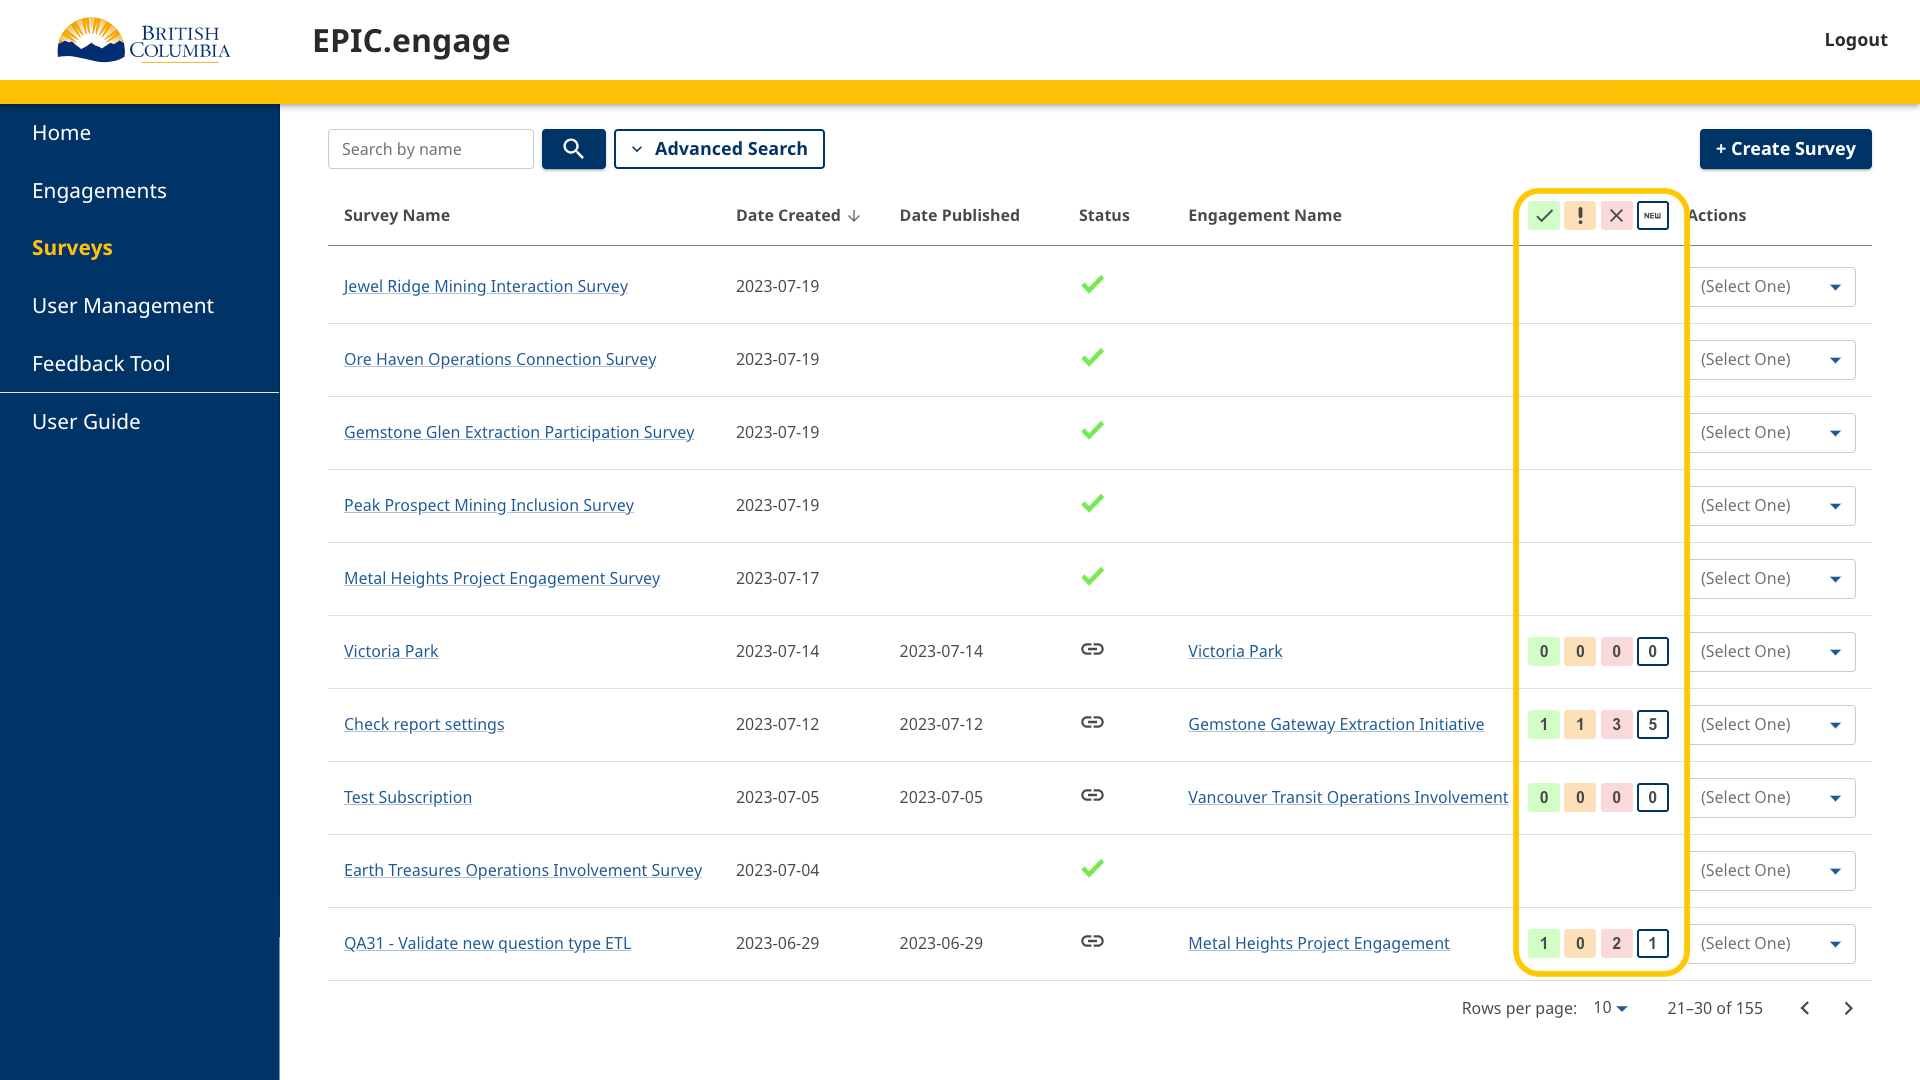 BRITISH
COLUMBIA
EPIC.engage
Logout
Home
Engagements
Surveys
User Management
Feedback Tool
User Guide
Search by name
Advanced Search
+ Create Survey
Survey Name Date Created Date Published Status Engagement Name ! NEW Actions
Jewel Ridge Mining Interaction Survey 2023-07-19 (Select One)
Ore Haven Operations Connection Survey 2023-07-19 (Select One)
Gemstone Glen Extraction Participation Survey 2023-07-19 (Select One)
Peak Prospect Mining Inclusion Survey 2023-07-19 (Select One)
Metal Heights Project Engagement Survey 2023-07-17 (Select One)
Victoria Park 2023-07-14 2023-07-14 Victoria Park 0 0 0 0 (Select One)
Check report settings 2023-07-12 2023-07-12 Gemstone Gateway Extraction Initiative 1 1 3 5 (Select One)
Test Subscription 2023-07-05 2023-07-05 Vancouver Transit Operations Involvement 0 0 0 0 (Select One)
Earth Treasures Operations Involvement Survey 2023-07-04 (Select One)
QA31 - Validate new question type ETL 2023-06-29 2023-06-29 Metal Heights Project Engagement 1 0 2 1 (Select One)
Rows per page: 10 21–30 of 155